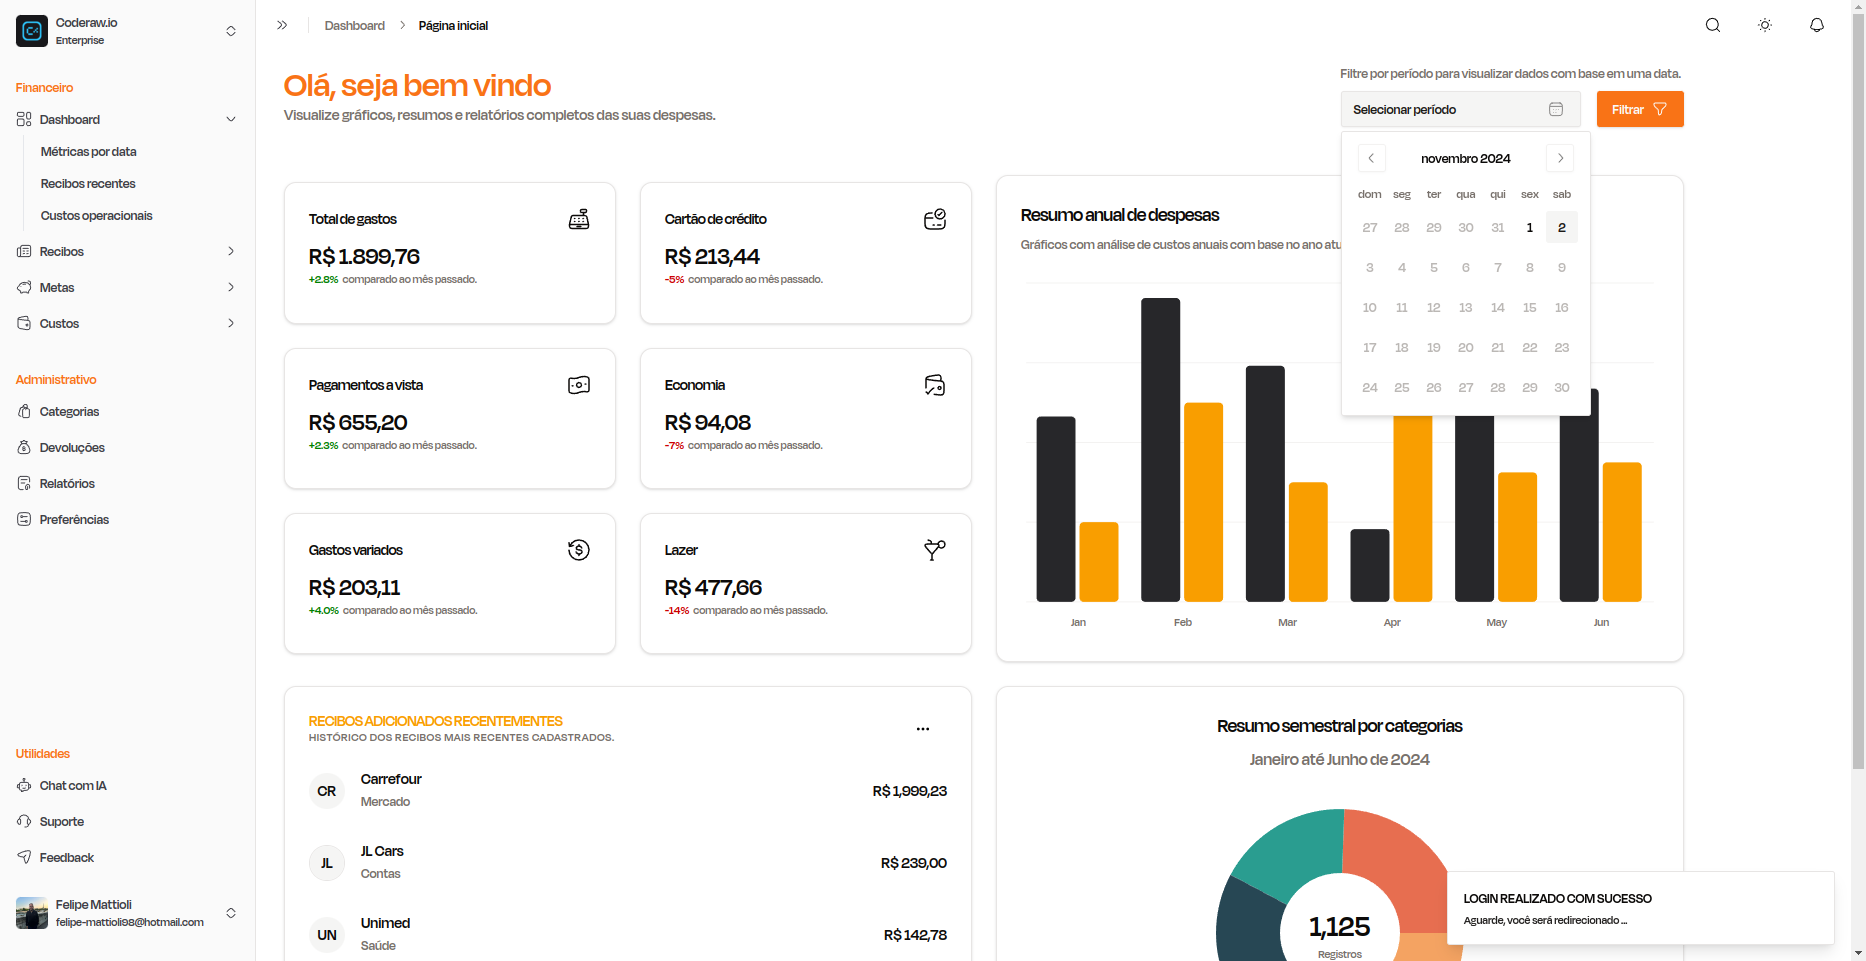 Coderaw.io
Enterprise
Financeiro
Dashboard
Métricas por data
Recibos recentes
Custos operacionais
Recibos
Metas
Custos
Administrativo
Categorias
Devoluções
Relatórios
Preferências
Utilidades
Chat com IA
Suporte
Feedback
Felipe Mattioli
felipe-mattioli98@hotmail.com
Dashboard > Página inicial
Olá, seja bem vindo
Visualize gráficos, resumos e relatórios completos das suas despesas.
Filtre por período para visualizar dados com base em uma data.
Selecionar período
Filtrar
novembro 2024
dom seg ter qua qui sex sab
27 28 29 30 31 1 2
3 4 5 6 7 8 9
10 11 12 13 14 15 16
17 18 19 20 21 22 23
24 25 26 27 28 29 30
Total de gastos
R$ 1.899,76
+2.8% comparado ao mês passado.
Cartão de crédito
R$ 213,44
-5% comparado ao mês passado.
Pagamentos a vista
R$ 655,20
+2.3% comparado ao mês passado.
Economia
R$ 94,08
-7% comparado ao mês passado.
Gastos variados
R$ 203,11
+4.0% comparado ao mês passado.
Lazer
R$ 477,66
-14% comparado ao mês passado.
Resumo anual de despesas
Gráficos com análise de custos anuais com base no ano atu
Jan Feb Mar Apr May Jun
RECIBOS ADICIONADOS RECENTEMENTES
HISTÓRICO DOS RECIBOS MAIS RECENTES CADASTRADOS.
CR
Carrefour
Mercado
R$ 1,999,23
JL
JL Cars
Contas
R$ 239,00
UN
Unimed
Saúde
R$ 142,78
Resumo semestral por categorias
Janeiro até Junho de 2024
1,125
Registros
LOGIN REALIZADO COM SUCESSO
Aguarde, você será redirecionado ...